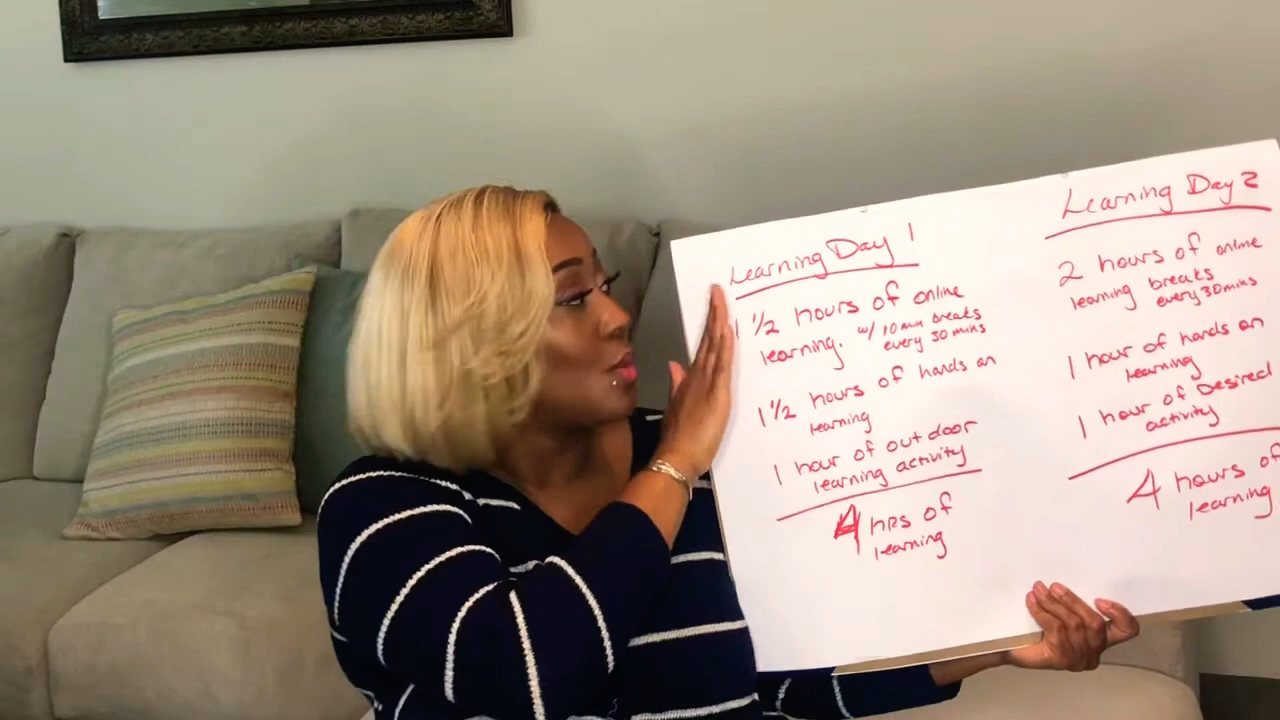 Learning Day 1
1 1/2 hours of online
learning. w/ 10 min breaks
every 30 mins
1 1/2 hours of hands on
learning
1 hour of outdoor
learning activity
4 hrs of
learning
Learning Day 2
2 hours of online
learning breaks
every 30 mins
1 hour of hands on
learning
1 hour of Desired
activity
4 hours of
learning